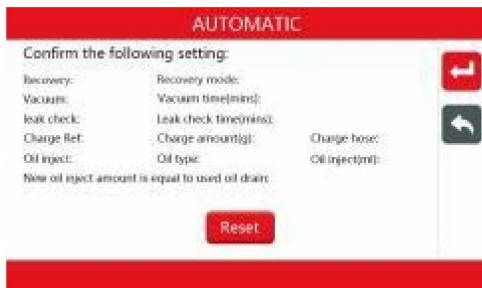 AUTOMATIC
Confirm the following setting:
Recovery: Recovery mode:
Vacuum: Vacuum time(mins):
leak check: Leak check time(mins):
Charge Ref: Charge amount(g): Charge hose:
Oil inject: Oil type: Oil inject(ml):
New oil inject amount is equal to used oil drain:
Reset